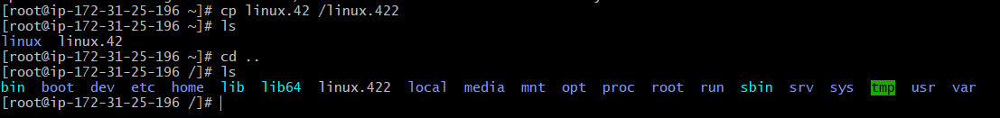 [root@ip-172-31-25-196 ~]# cp linux.42 /linux.422
[root@ip-172-31-25-196 ~]# ls
linux  linux.42
[root@ip-172-31-25-196 ~]# cd ..
[root@ip-172-31-25-196 /]# ls
bin  boot  dev  etc  home  lib  lib64  linux.422  local  media  mnt  opt  proc  root  run  sbin  srv  sys  tmp  usr  var
[root@ip-172-31-25-196 /]#